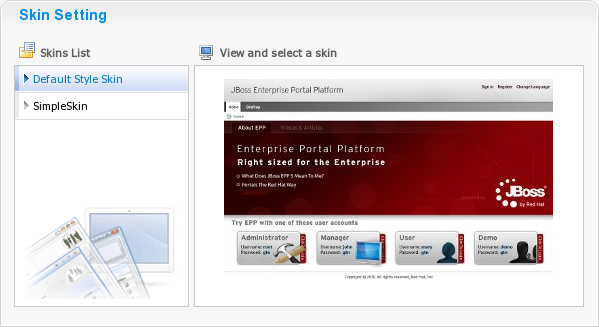 Skin Setting
Skins List
View and select a skin
Default Style Skin
SimpleSkin
JBoss Enterprise Portal Platform
Sign in Register Change Language
Home SiteMap
Home
About EPP Videos & Articles
Enterprise Portal Platform
Right sized for the Enterprise
What Does JBoss EPP 5 Mean To Me?
Portals The Red Hat Way
JBoss
by Red Hat
Try EPP with one of these user accounts
Administrator
Username: root
Password: gtn
Manager
Username: john
Password: gtn
User
Username: mary
Password: gtn
Demo
Username: demo
Password: gtn
Copyright © 2010. All rights reserved, Red Hat, Inc